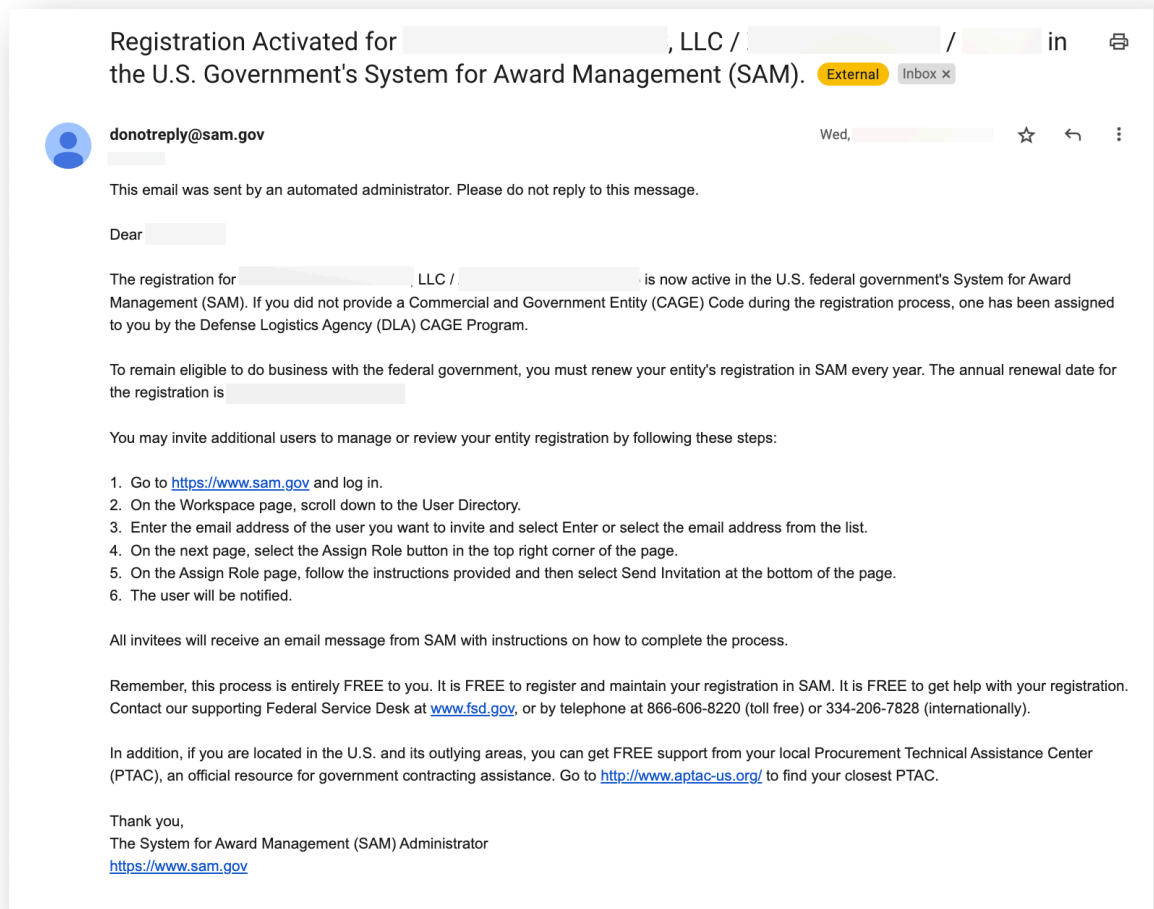 Registration Activated for , LLC / / in
the U.S. Government's System for Award Management (SAM). External Inbox ×
donotreply@sam.gov Wed,
This email was sent by an automated administrator. Please do not reply to this message.
Dear
The registration for , LLC / is now active in the U.S. federal government's System for Award
Management (SAM). If you did not provide a Commercial and Government Entity (CAGE) Code during the registration process, one has been assigned
to you by the Defense Logistics Agency (DLA) CAGE Program.
To remain eligible to do business with the federal government, you must renew your entity's registration in SAM every year. The annual renewal date for
the registration is
You may invite additional users to manage or review your entity registration by following these steps:
1. Go to https://www.sam.gov and log in.
2. On the Workspace page, scroll down to the User Directory.
3. Enter the email address of the user you want to invite and select Enter or select the email address from the list.
4. On the next page, select the Assign Role button in the top right corner of the page.
5. On the Assign Role page, follow the instructions provided and then select Send Invitation at the bottom of the page.
6. The user will be notified.
All invitees will receive an email message from SAM with instructions on how to complete the process.
Remember, this process is entirely FREE to you. It is FREE to register and maintain your registration in SAM. It is FREE to get help with your registration.
Contact our supporting Federal Service Desk at www.fsd.gov, or by telephone at 866-606-8220 (toll free) or 334-206-7828 (internationally).
In addition, if you are located in the U.S. and its outlying areas, you can get FREE support from your local Procurement Technical Assistance Center
(PTAC), an official resource for government contracting assistance. Go to http://www.aptac-us.org/ to find your closest PTAC.
Thank you,
The System for Award Management (SAM) Administrator
https://www.sam.gov